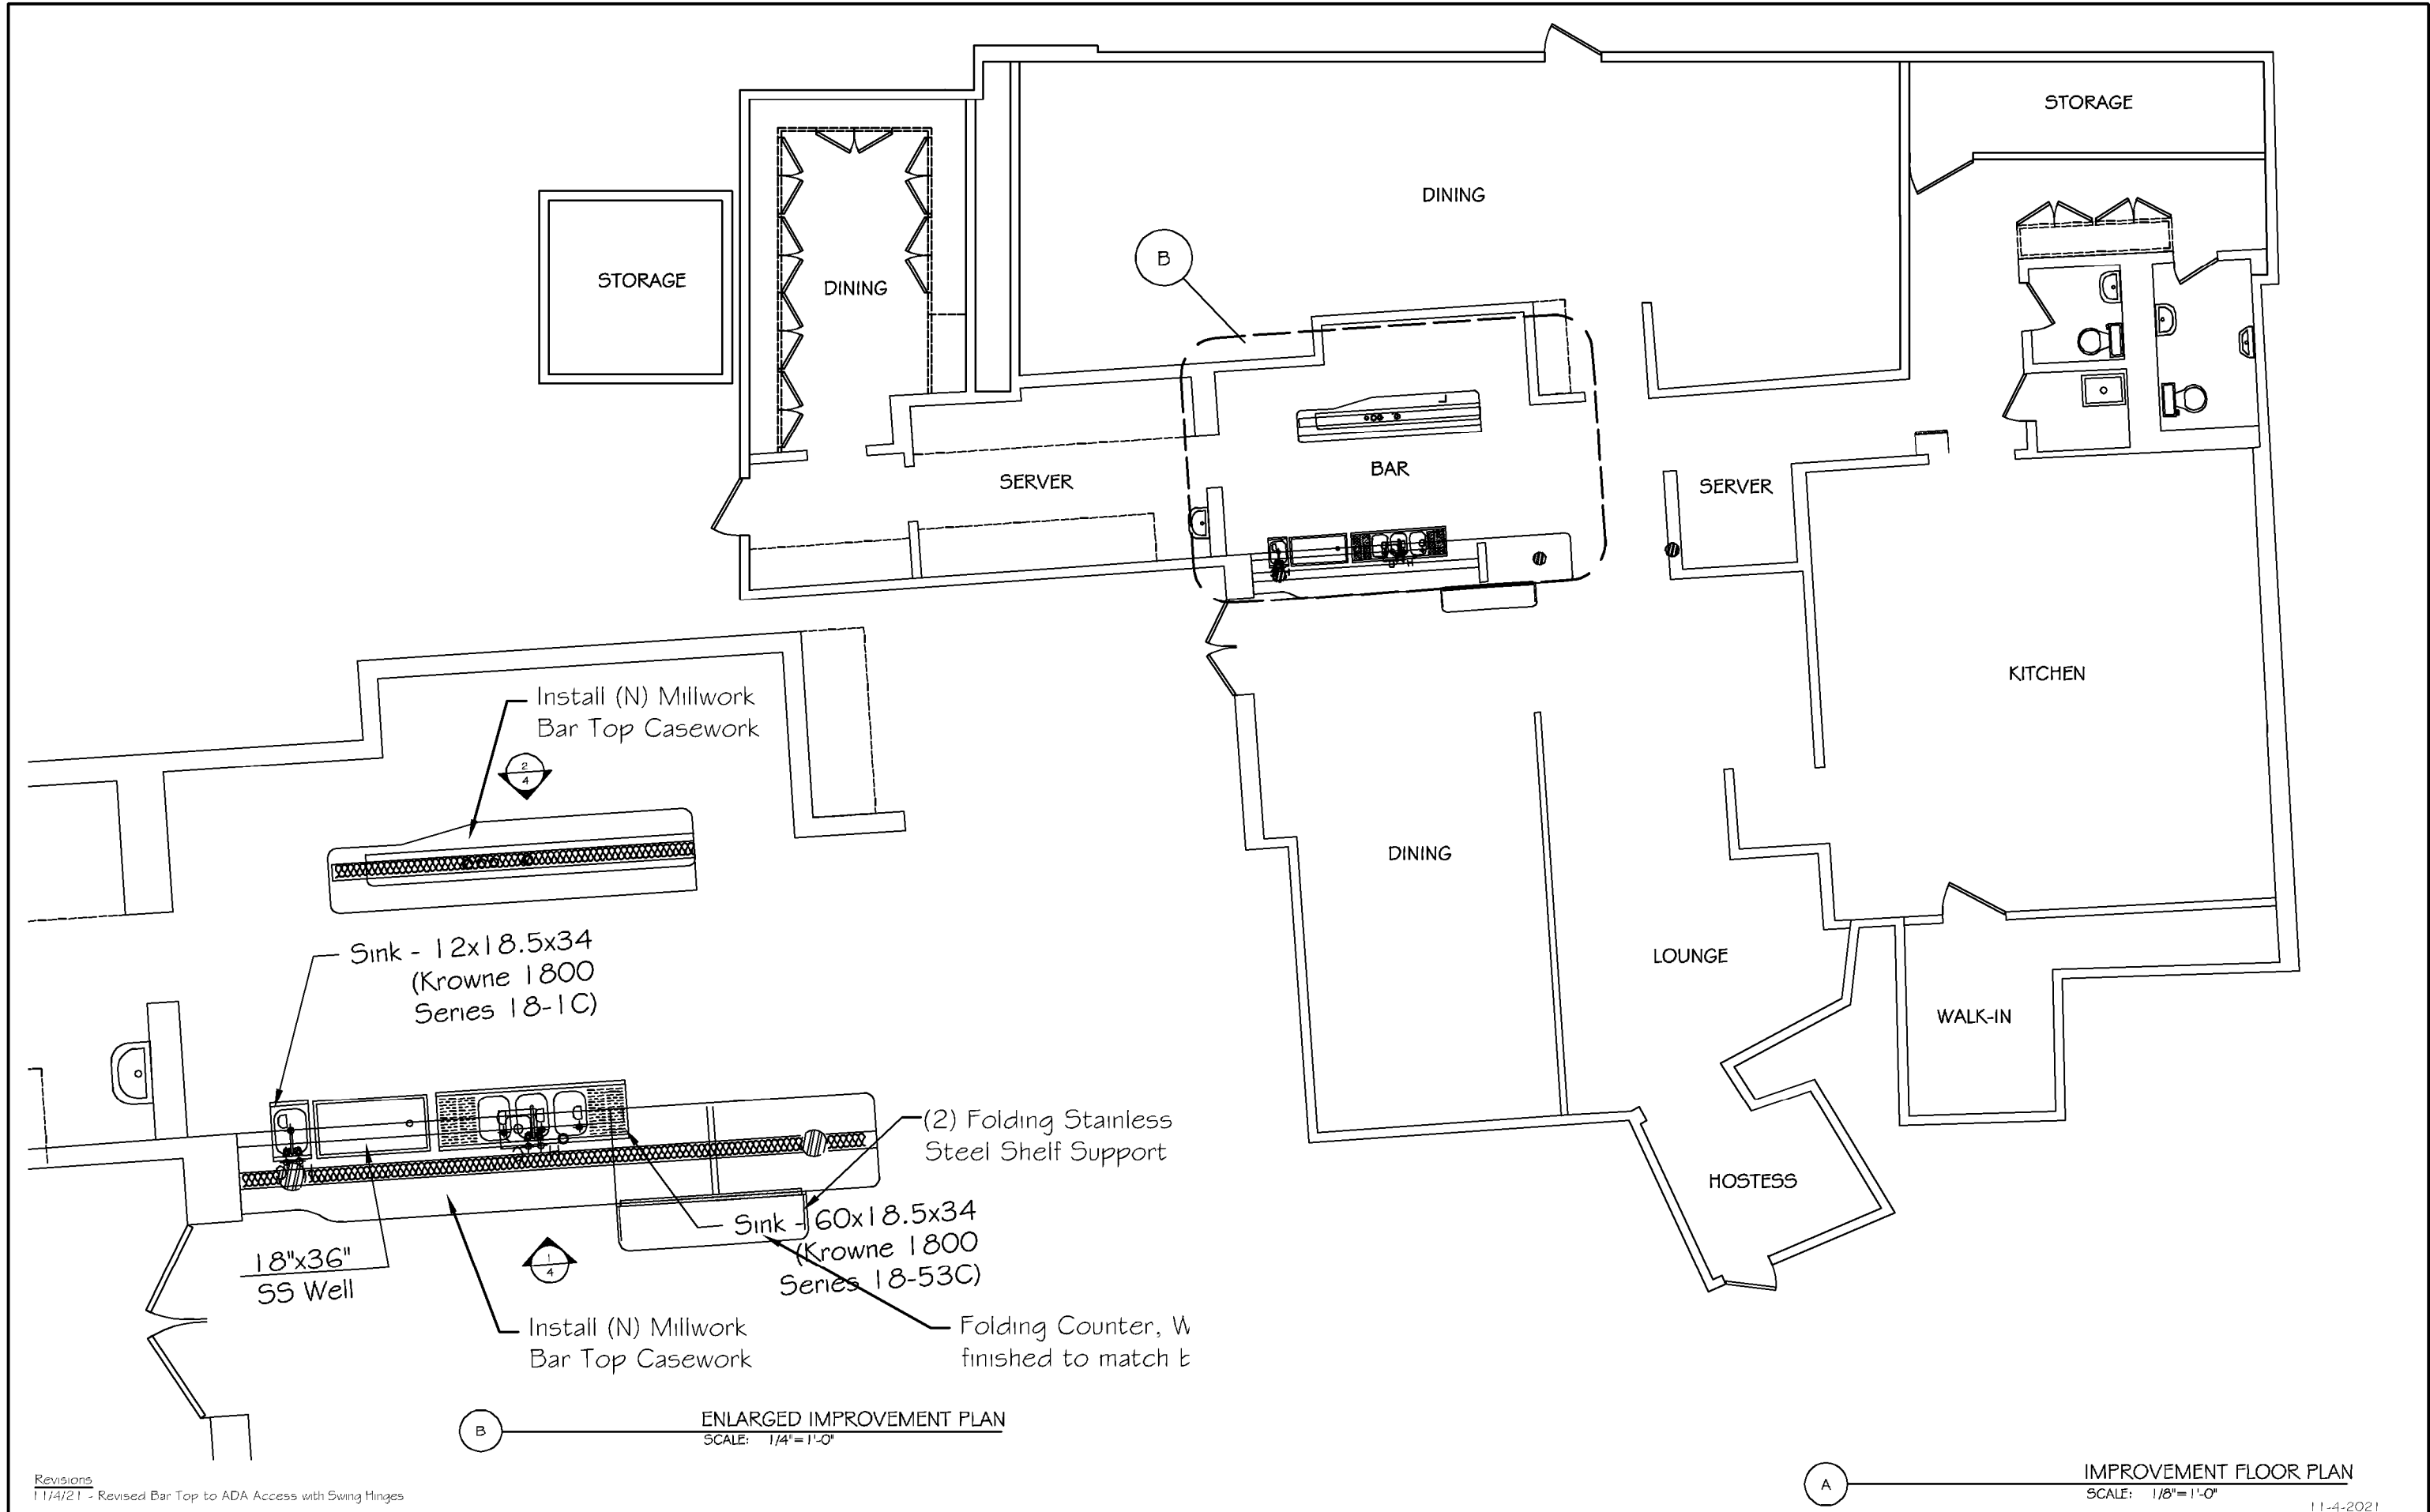 STORAGE
DINING
B
STORAGE
DINING
SERVER
BAR
SERVER
KITCHEN
DINING
LOUNGE
WALK-IN
HOSTESS
Install (N) Millwork
Bar Top Casework
2
4
Sink - 12x18.5x34
(Krowne 1800
Series 18-1C)
(2) Folding Stainless
Steel Shelf Support
Sink - 60x18.5x34
(Krowne 1800
Series 18-53C)
18"x36"
SS Well
1
4
Install (N) Millwork
Bar Top Casework
Folding Counter, W
finished to match b
B
ENLARGED IMPROVEMENT PLAN
SCALE: 1/4"=1'-0"
Revisions
11/4/21 - Revised Bar Top to ADA Access with Swing Hinges
A
IMPROVEMENT FLOOR PLAN
SCALE: 1/8"=1'-0"
11-4-2021